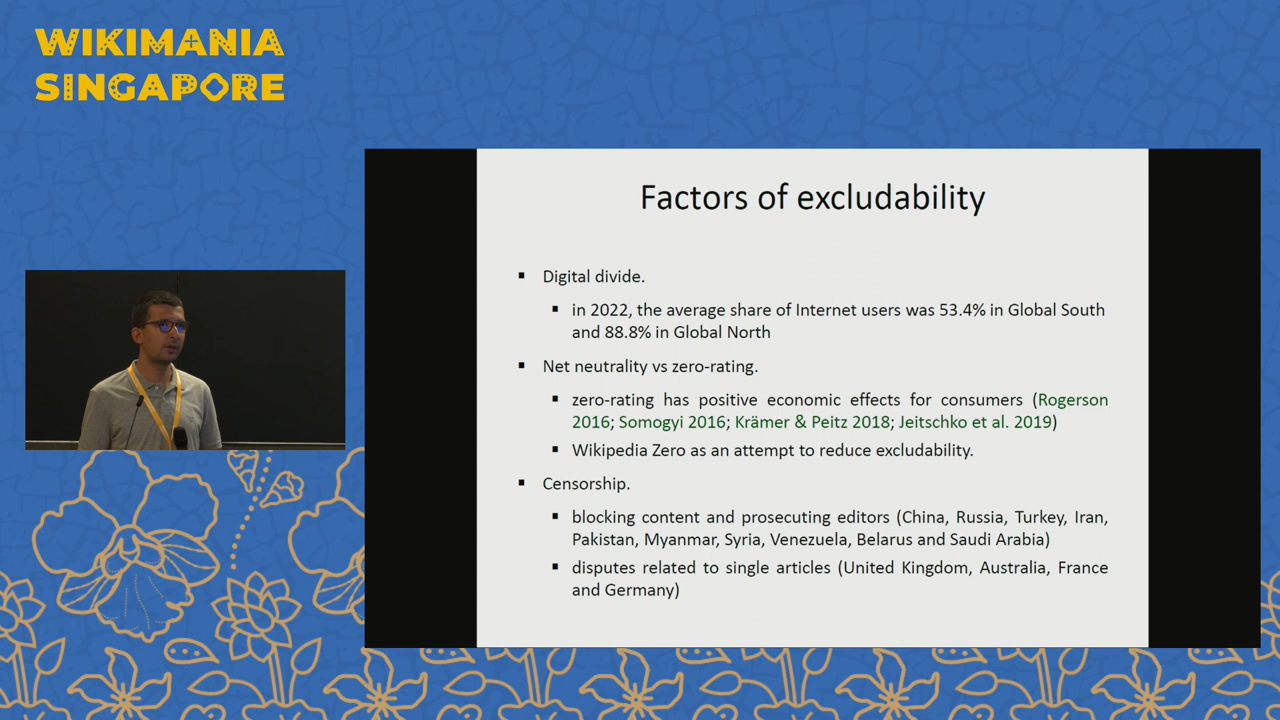 WIKIMANIA
SINGAPORE
Factors of excludability
▪ Digital divide.
▪ in 2022, the average share of Internet users was 53.4% in Global South
and 88.8% in Global North
▪ Net neutrality vs zero-rating.
▪ zero-rating has positive economic effects for consumers (Rogerson
2016; Somogyi 2016; Krämer & Peitz 2018; Jeitschko et al. 2019)
▪ Wikipedia Zero as an attempt to reduce excludability.
▪ Censorship.
▪ blocking content and prosecuting editors (China, Russia, Turkey, Iran,
Pakistan, Myanmar, Syria, Venezuela, Belarus and Saudi Arabia)
▪ disputes related to single articles (United Kingdom, Australia, France
and Germany)